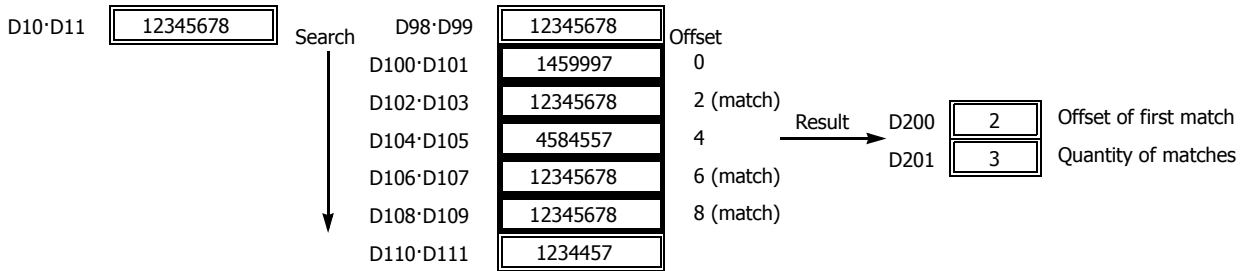 D10·D11 12345678 Search D98·D99 12345678 Offset
D100·D101 1459997 0
D102·D103 12345678 2 (match)
D104·D105 4584557 4 Result D200 2 Offset of first match
D201 3 Quantity of matches
D106·D107 12345678 6 (match)
D108·D109 12345678 8 (match)
D110·D111 1234457